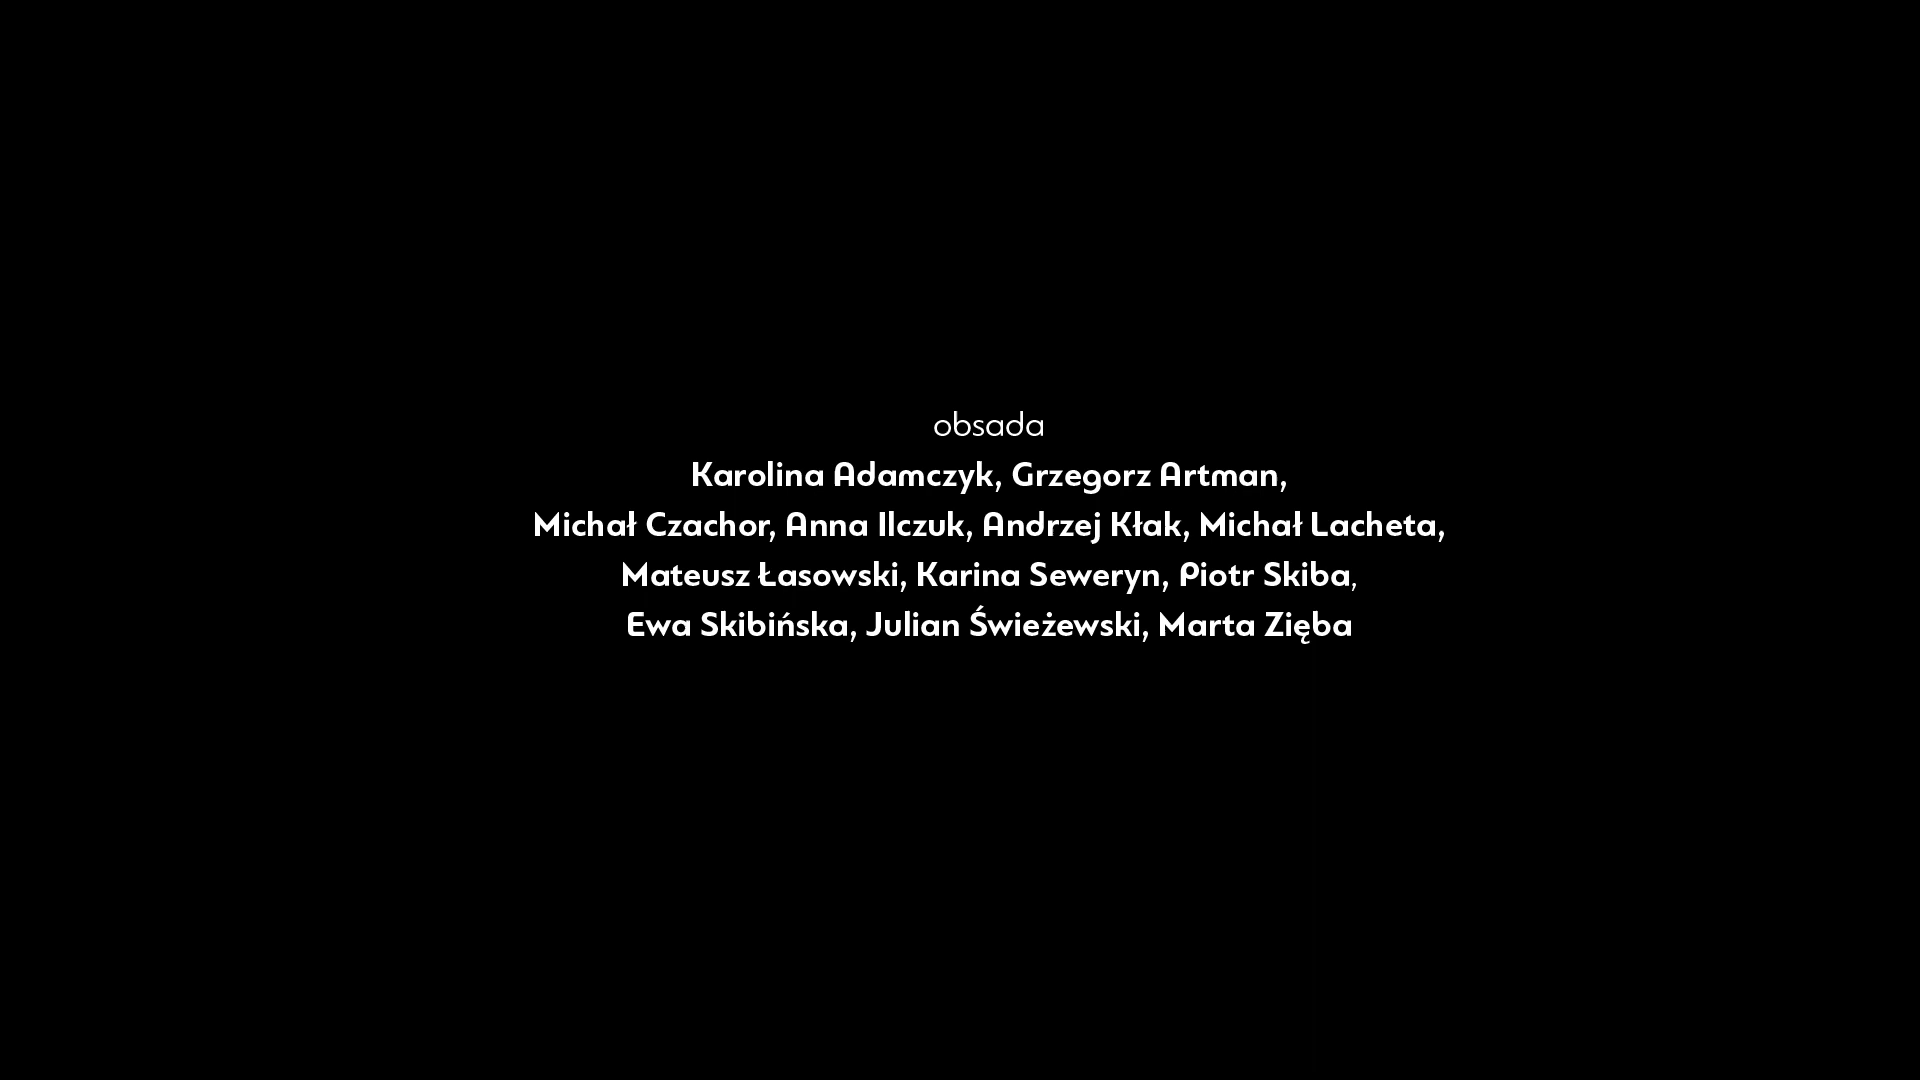 obsada
Karolina Adamczyk, Grzegorz Artman,
Michał Czachor, Anna Ilczuk, Andrzej Kłak, Michał Lacheta,
Mateusz Łasowski, Karina Seweryn, Piotr Skiba,
Ewa Skibińska, Julian Świeżewski, Marta Zięba